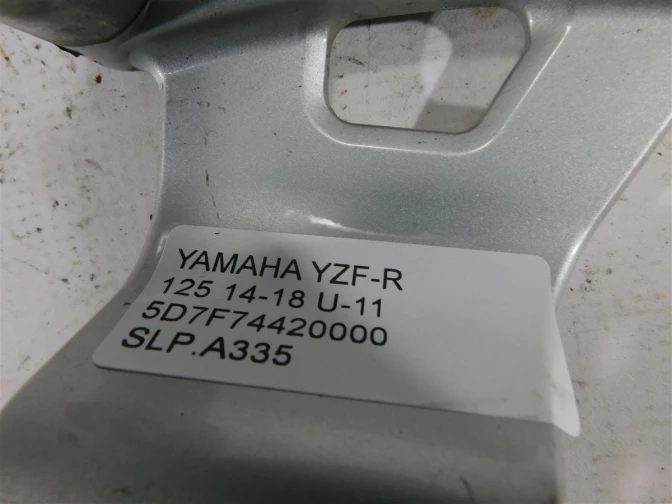 YAMAHA YZF-R
125 14-18 U-11
5D7F74420000
SLP.A335